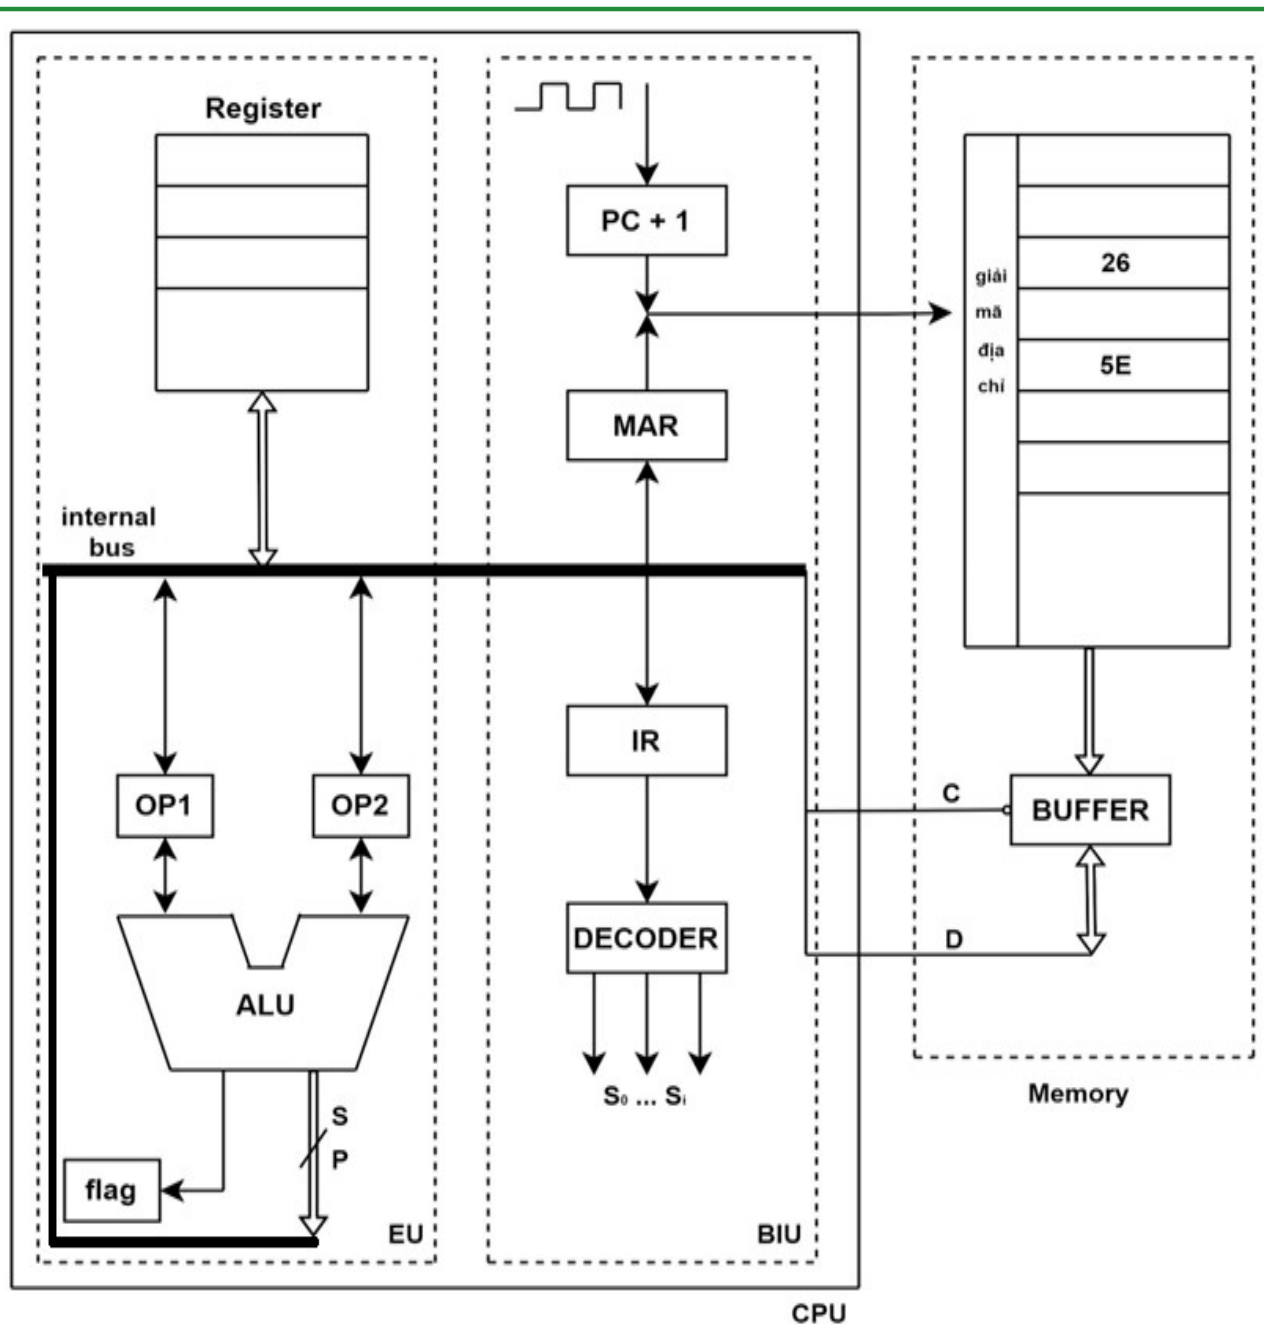 Register
PC + 1
26
giải
mã
địa
chỉ
5E
MAR
internal
bus
IR
OP1
OP2
C
BUFFER
DECODER
D
ALU
S₀ ... Sᵢ
Memory
S
P
flag
EU
BIU
CPU